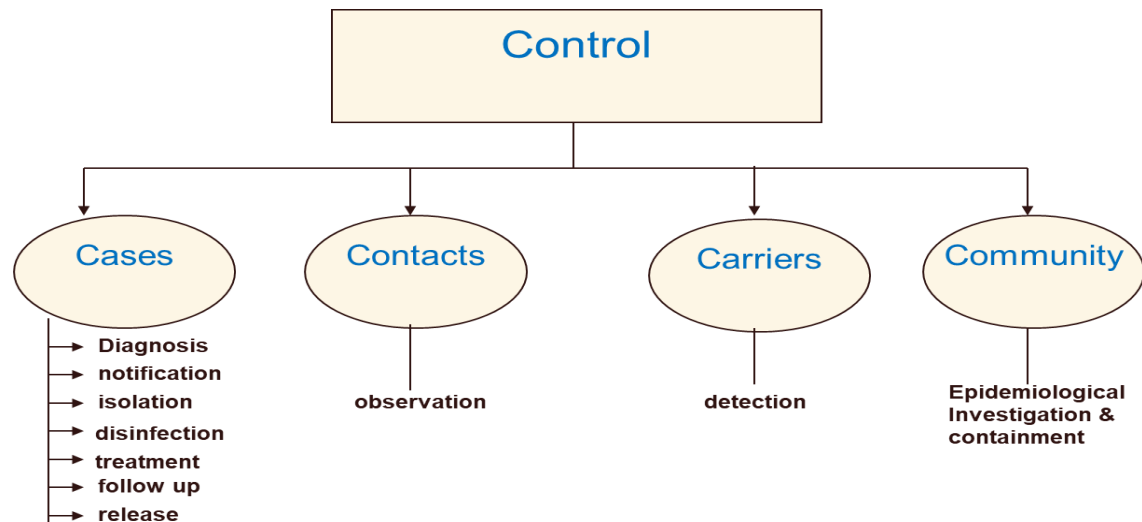 Control
Cases
Contacts
Carriers
Community
Diagnosis
notification
isolation
disinfection
treatment
follow up
release
observation
detection
Epidemiological
Investigation &
containment